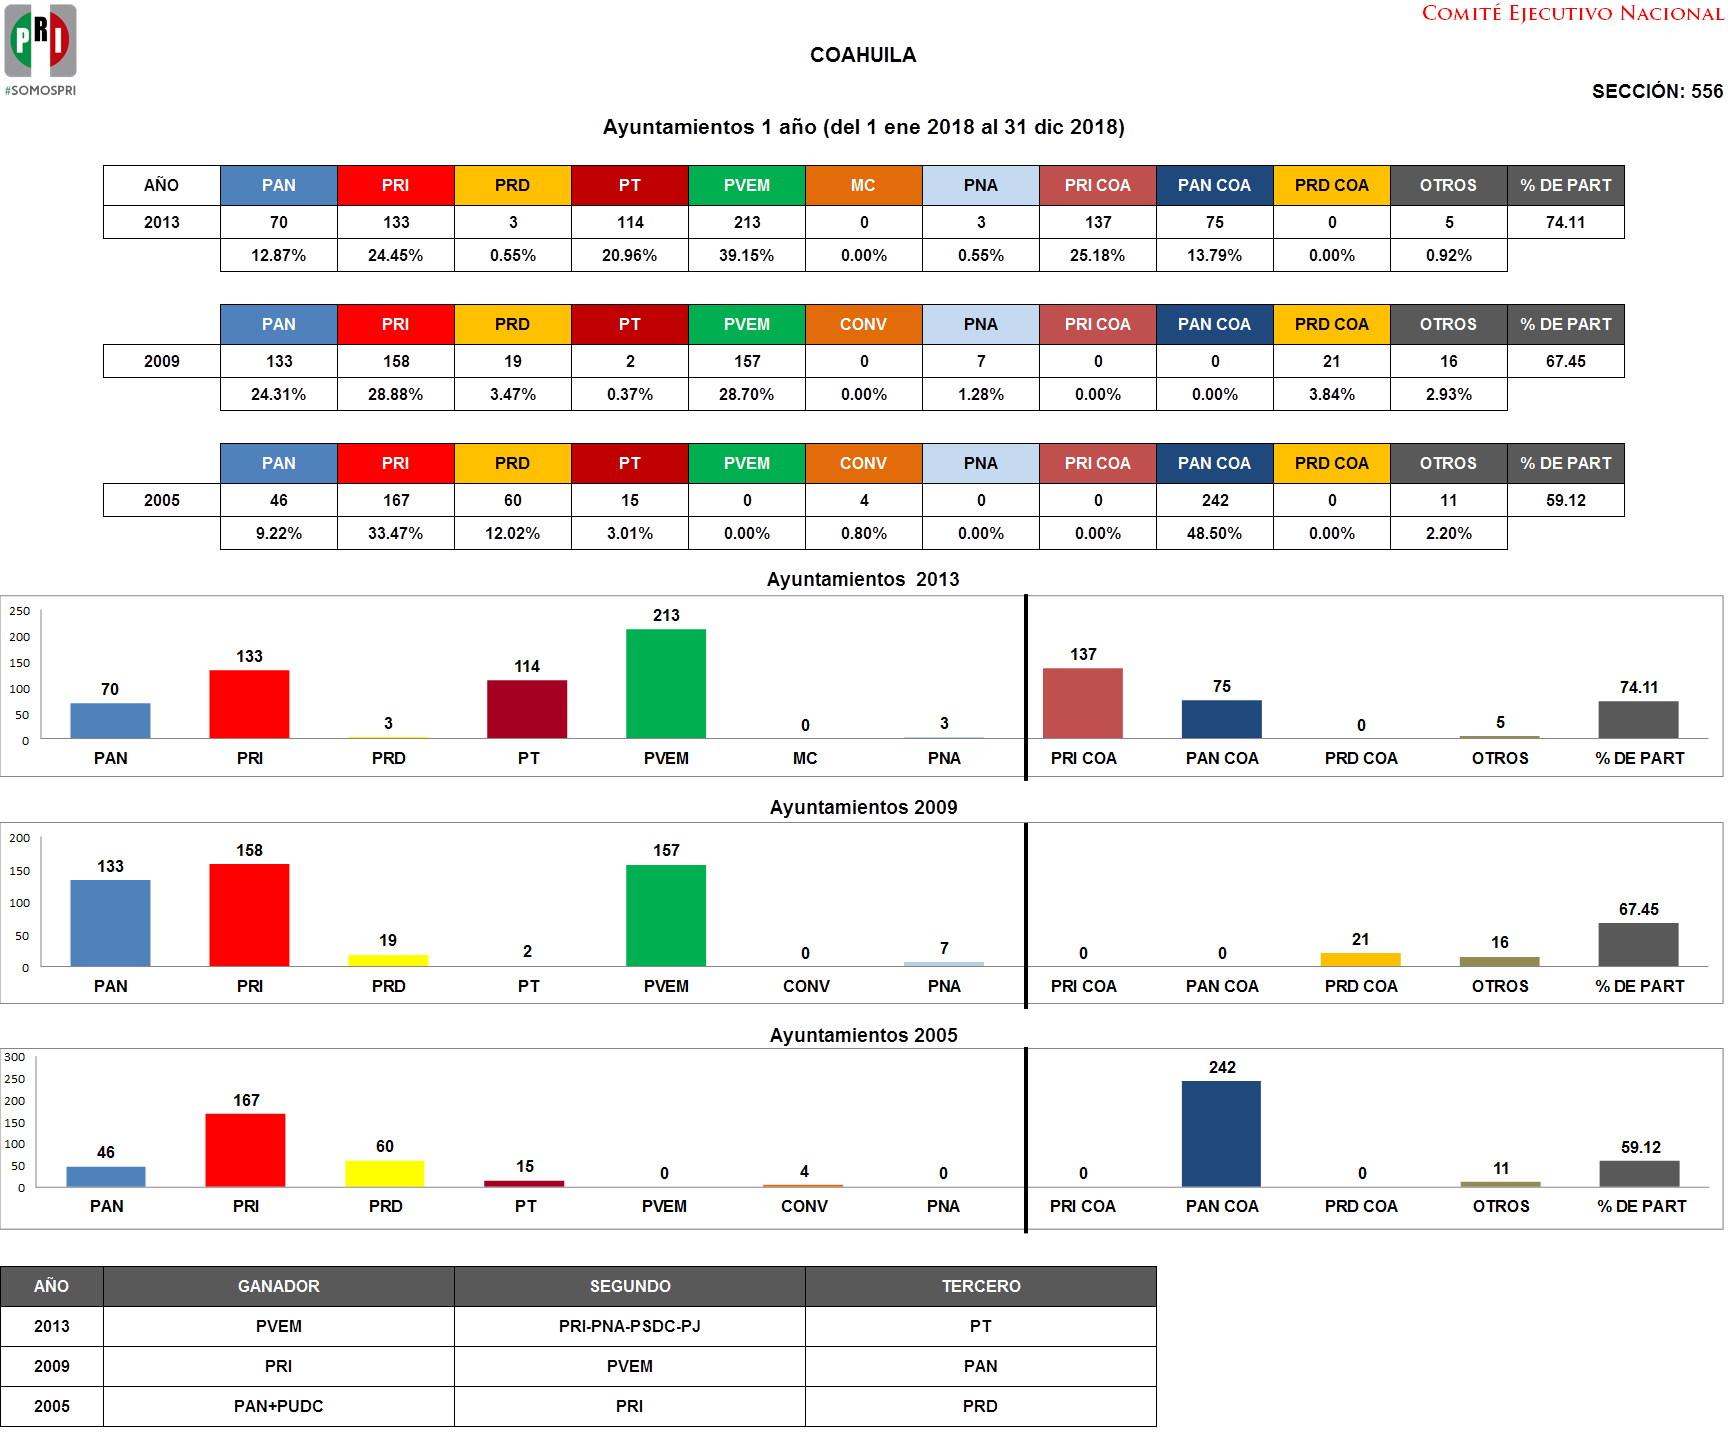 COMITÉ EJECUTIVO NACIONAL
PRI
#SOMOSPRI
COAHUILA
SECCIÓN: 556
Ayuntamientos 1 año (del 1 ene 2018 al 31 dic 2018)
AÑO PAN PRI PRD PT PVEM MC PNA PRI COA PAN COA PRD COA OTROS % DE PART
2013 70 133 3 114 213 0 3 137 75 0 5 74.11
12.87% 24.45% 0.55% 20.96% 39.15% 0.00% 0.55% 25.18% 13.79% 0.00% 0.92%
PAN PRI PRD PT PVEM CONV PNA PRI COA PAN COA PRD COA OTROS % DE PART
2009 133 158 19 2 157 0 7 0 0 21 16 67.45
24.31% 28.88% 3.47% 0.37% 28.70% 0.00% 1.28% 0.00% 0.00% 3.84% 2.93%
PAN PRI PRD PT PVEM CONV PNA PRI COA PAN COA PRD COA OTROS % DE PART
2005 46 167 60 15 0 4 0 0 242 0 11 59.12
9.22% 33.47% 12.02% 3.01% 0.00% 0.80% 0.00% 0.00% 48.50% 0.00% 2.20%
Ayuntamientos 2013
250
200
150
100
50
0
70 133 3 114 213 0 3 137 75 0 5 74.11
PAN PRI PRD PT PVEM MC PNA PRI COA PAN COA PRD COA OTROS % DE PART
Ayuntamientos 2009
200
150
100
50
0
133 158 19 2 157 0 7 0 0 21 16 67.45
PAN PRI PRD PT PVEM CONV PNA PRI COA PAN COA PRD COA OTROS % DE PART
Ayuntamientos 2005
300
250
200
150
100
50
0
46 167 60 15 0 4 0 0 242 0 11 59.12
PAN PRI PRD PT PVEM CONV PNA PRI COA PAN COA PRD COA OTROS % DE PART
AÑO GANADOR SEGUNDO TERCERO
2013 PVEM PRI-PNA-PSDC-PJ PT
2009 PRI PVEM PAN
2005 PAN+PUDC PRI PRD